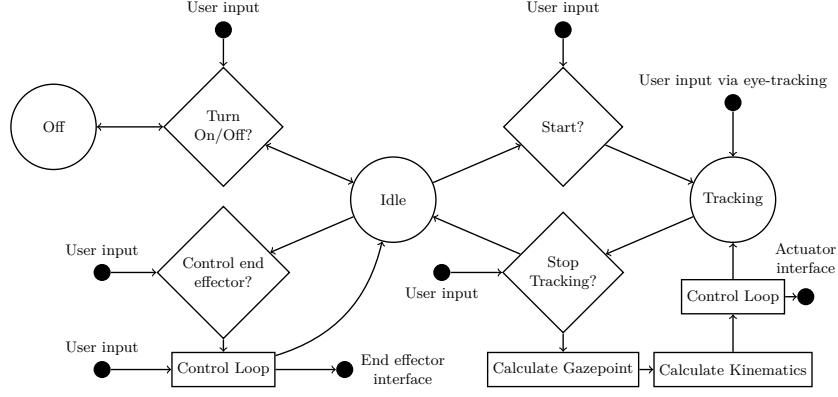 User input
User input
User input via eye-tracking
Off
Turn
On/Off?
Start?
Idle
Tracking
User input
Control end
effector?
Stop
Tracking?
User input
Actuator
interface
Control Loop
User input
Control Loop
End effector
interface
Calculate Gazepoint
Calculate Kinematics